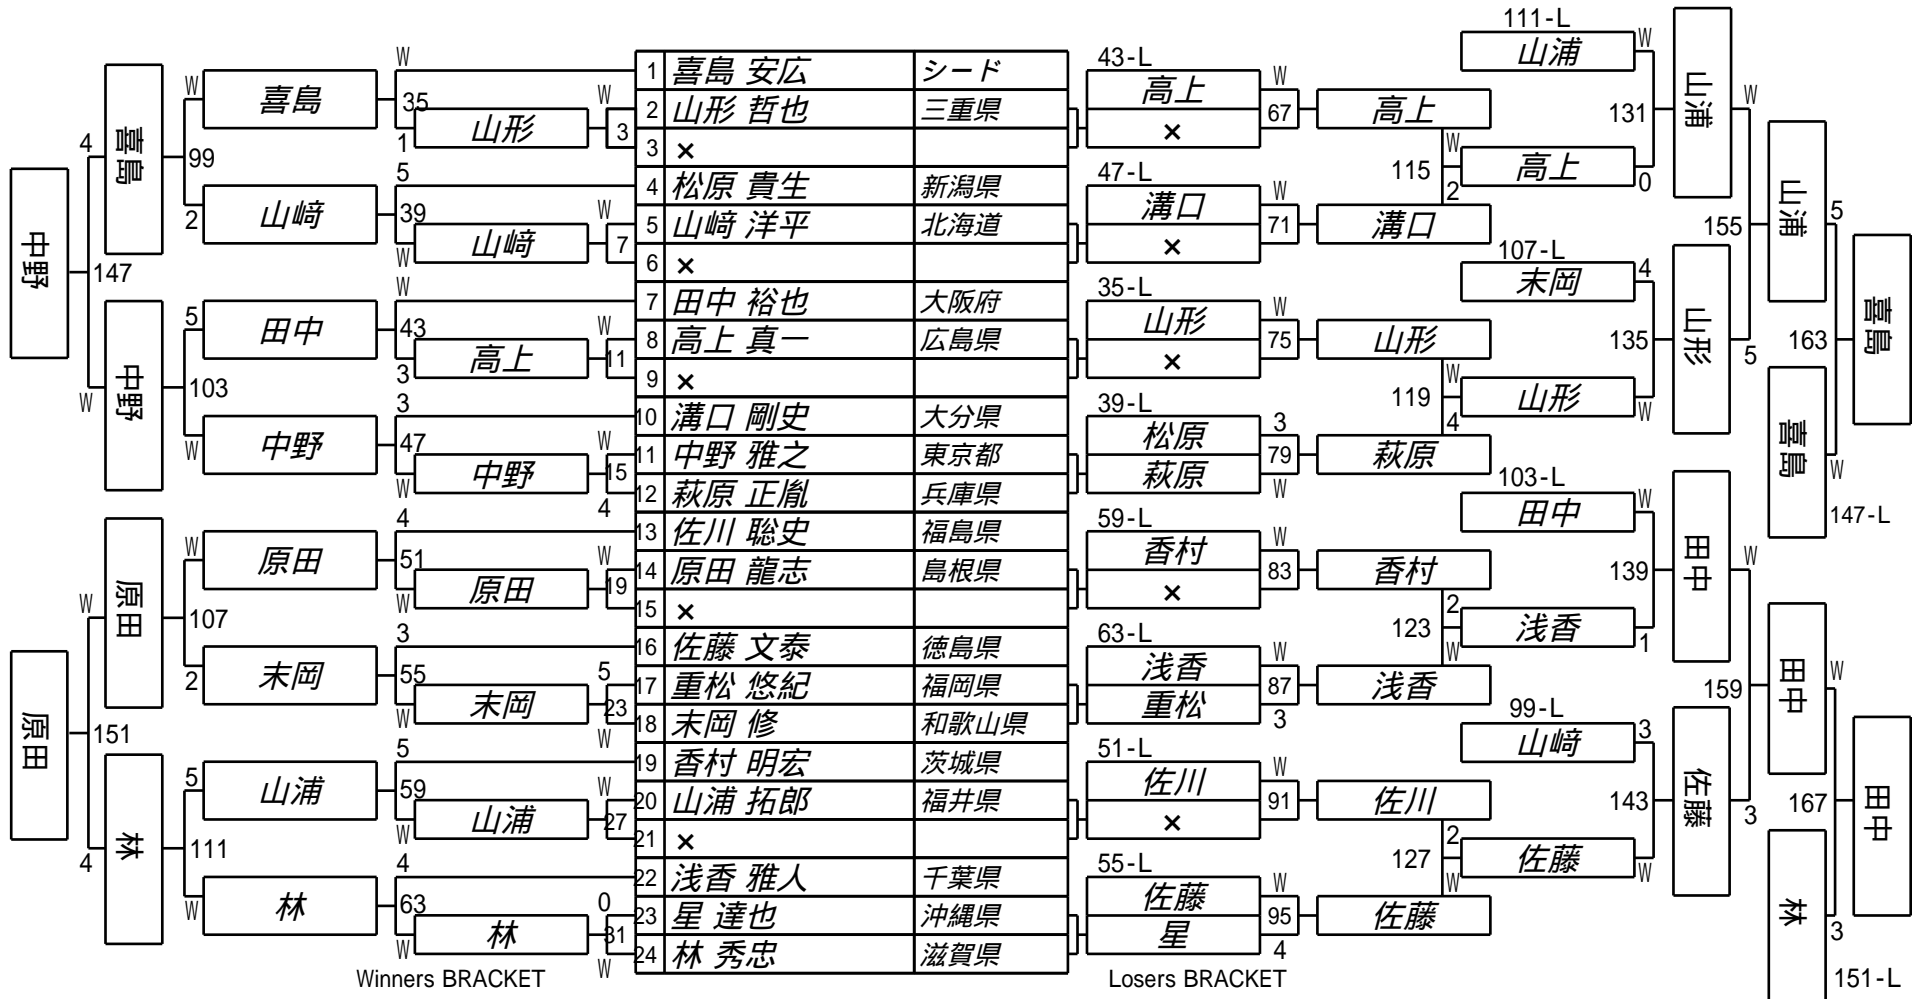 中野
147
原田
151
4
喜島
99
W
中野
103
W
原田
107
4
林
111
W
喜島
35
2
山﨑
39
5
田中
43
W
中野
47
W
原田
51
2
末岡
55
5
山浦
59
W
林
63
W
1
山形
3
W
5
W
山﨑
7
W
W
3
高上
11
W
3
W
中野
15
W
4
4
W
原田
19
W
3
W
末岡
23
5
W
5
W
山浦
27
W
4
W
林
31
0
W
1 喜島 安広 シード
2 山形 哲也 三重県
3 ×
4 松原 貴生 新潟県
5 山﨑 洋平 北海道
6 ×
7 田中 裕也 大阪府
8 高上 真一 広島県
9 ×
10 溝口 剛史 大分県
11 中野 雅之 東京都
12 萩原 正胤 兵庫県
13 佐川 聡史 福島県
14 原田 龍志 島根県
15 ×
16 佐藤 文泰 徳島県
17 重松 悠紀 福岡県
18 末岡 修 和歌山県
19 香村 明宏 茨城県
20 山浦 拓郎 福井県
21 ×
22 浅香 雅人 千葉県
23 星 達也 沖縄県
24 林 秀忠 滋賀県
43-L
高上 W
× 67
高上
47-L
溝口 W
× 71
溝口
W
115
2
35-L
山形 W
× 75
山形
39-L
松原 3
萩原 79
W
萩原
W
119
4
59-L
香村 W
× 83
香村
63-L
浅香 W
重松 87
3
浅香
2
123
W
51-L
佐川 W
× 91
佐川
55-L
佐藤 W
星 95
4
佐藤
2
127
W
111-L
山浦 W
131
高上 0
山浦
W
107-L
末岡 4
135
山形 W
山形
5
155
103-L
田中 W
139
浅香 1
田中
W
99-L
山﨑 3
143
佐藤 W
佐藤
3
159
山浦
5
163
喜島
W
147-L
喜島
田中
W
167
林
3
151-L
田中
Winners BRACKET
Losers BRACKET